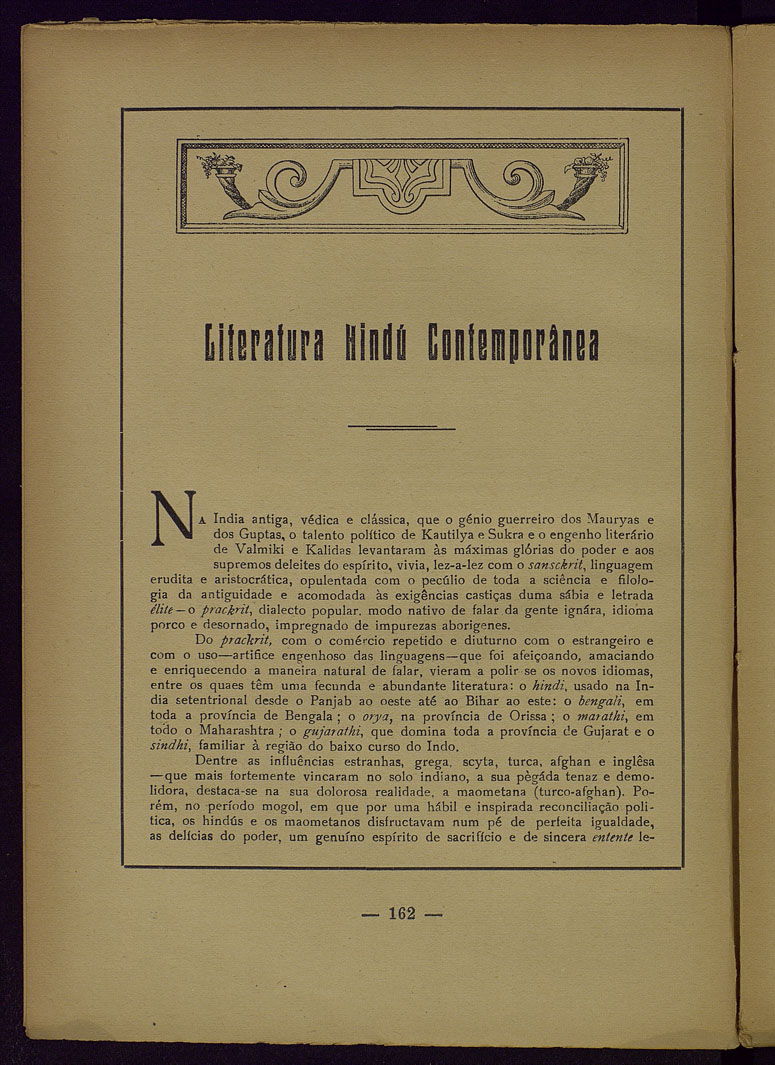 Literatura Hindú Contemporânea
NA India antiga, védica e clássica, que o génio guerreiro dos Mauryas e
dos Guptas, o talento político de Kautilya e Sukra e o engenho literário
de Valmiki e Kalidas levantaram às máximas glórias do poder e aos
supremos deleites do espírito, vivia, lez-a-lez com o sansckrit, linguagem
erudita e aristocrática, opulentada com o pecúlio de toda a sciência e filolo-
gia da antiguidade e acomodada às exigências castiças duma sábia e letrada
élite — o prackrit, dialecto popular. modo nativo de falar da gente ignára, idioma
porco e desornado, impregnado de impurezas aborigenes.
Do prackrit, com o comércio repetido e diuturno com o estrangeiro e
com o uso—artifice engenhoso das linguagens—que foi afeiçoando, amaciando
e enriquecendo a maneira natural de falar, vieram a polir se os novos idiomas,
entre os quaes têm uma fecunda e abundante literatura: o hindi, usado na In-
dia setentrional desde o Panjab ao oeste até ao Bihar ao este: o bengali, em
toda a província de Bengala ; o orya, na província de Orissa ; o marathi, em
todo o Maharashtra ; o gujarathi, que domina toda a província de Gujarat e o
sindhi, familiar à região do baixo curso do Indo.
Dentre as influências estranhas, grega, scyta, turca, afghan e inglêsa
—que mais fortemente vincaram no solo indiano, a sua pègáda tenaz e demo-
lidora, destaca-se na sua dolorosa realidade, a maometana (turco-afghan). Po-
rém, no período mogol, em que por uma hábil e inspirada reconciliação poli-
tica, os hindús e os maometanos disfructavam num pé de perfeita igualdade,
as delícias do poder, um genuíno espírito de sacrifício e de sincera entente le-
— 162 —